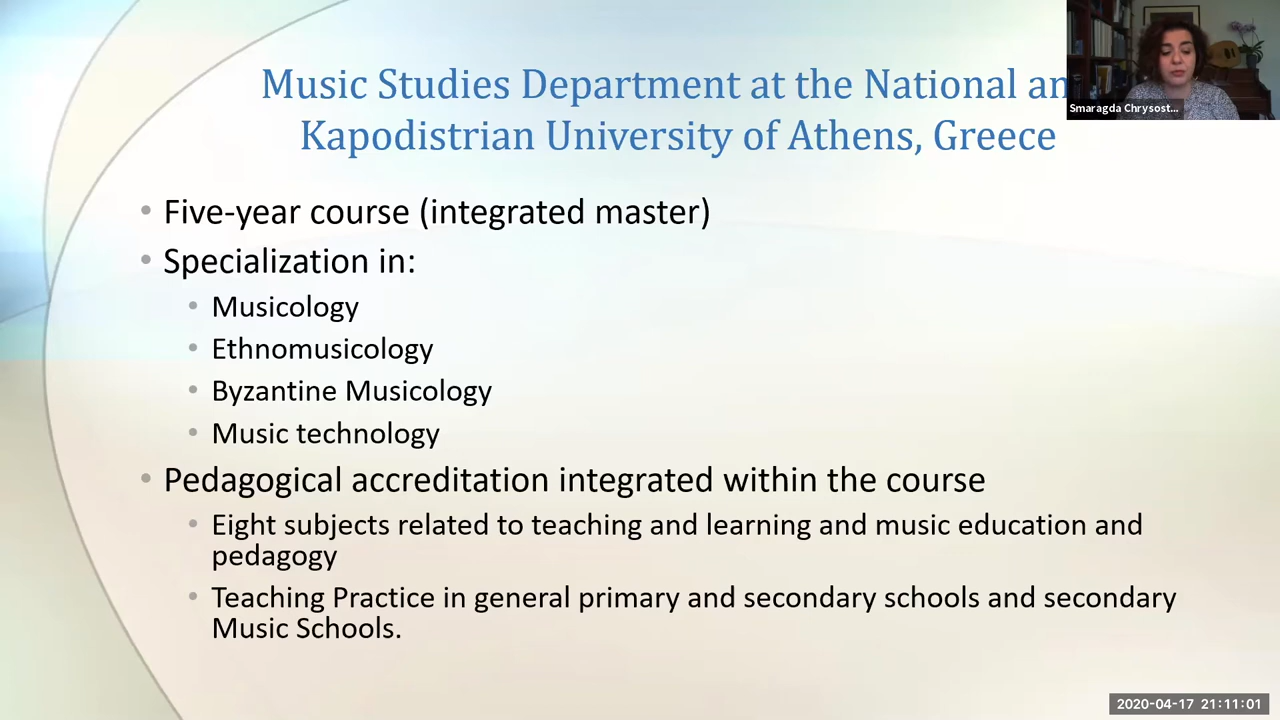 Music Studies Department at the National an
Kapodistrian University of Athens, Greece
Smaragda Chrysost...
• Five-year course (integrated master)
• Specialization in:
• Musicology
• Ethnomusicology
• Byzantine Musicology
• Music technology
• Pedagogical accreditation integrated within the course
• Eight subjects related to teaching and learning and music education and
pedagogy
• Teaching Practice in general primary and secondary schools and secondary
Music Schools.
2020-04-17 21:11:01